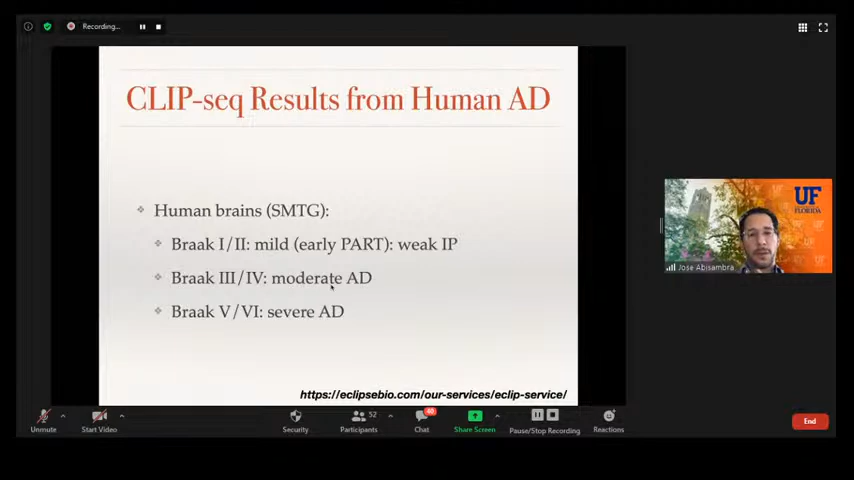 Recording...
CLIP-seq Results from Human AD
Human brains (SMTG):
Braak I/II: mild (early PART): weak IP
Braak III/IV: moderate AD
Braak V/VI: severe AD
https://eclipsebio.com/our-services/eclip-service/
UF
FLORIDA
Jose Abisambra
Unmute
Start Video
Security
52
Participants
40
Chat
Share Screen
Pause/Stop Recording
Reactions
End